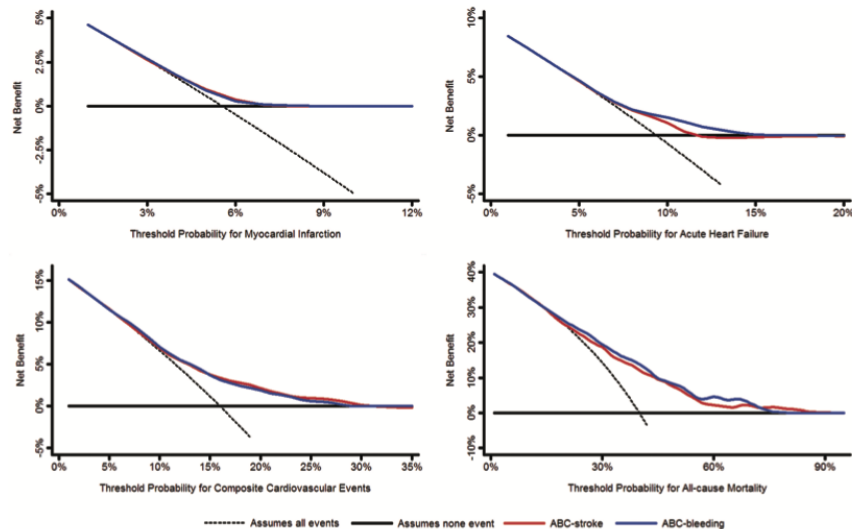 5%
2.5%
0%
-2.5%
-5%
Net Benefit
0% 3% 6% 9% 12%
Threshold Probability for Myocardial Infarction
10%
5%
0%
-5%
Net Benefit
0% 5% 10% 15% 20%
Threshold Probability for Acute Heart Failure
15%
10%
5%
0%
-5%
Net Benefit
0% 5% 10% 15% 20% 25% 30% 35%
Threshold Probability for Composite Cardiovascular Events
40%
30%
20%
10%
0%
-10%
Net Benefit
0% 30% 60% 90%
Threshold Probability for All-cause Mortality
Assumes all events Assumes none event ABC-stroke ABC-bleeding